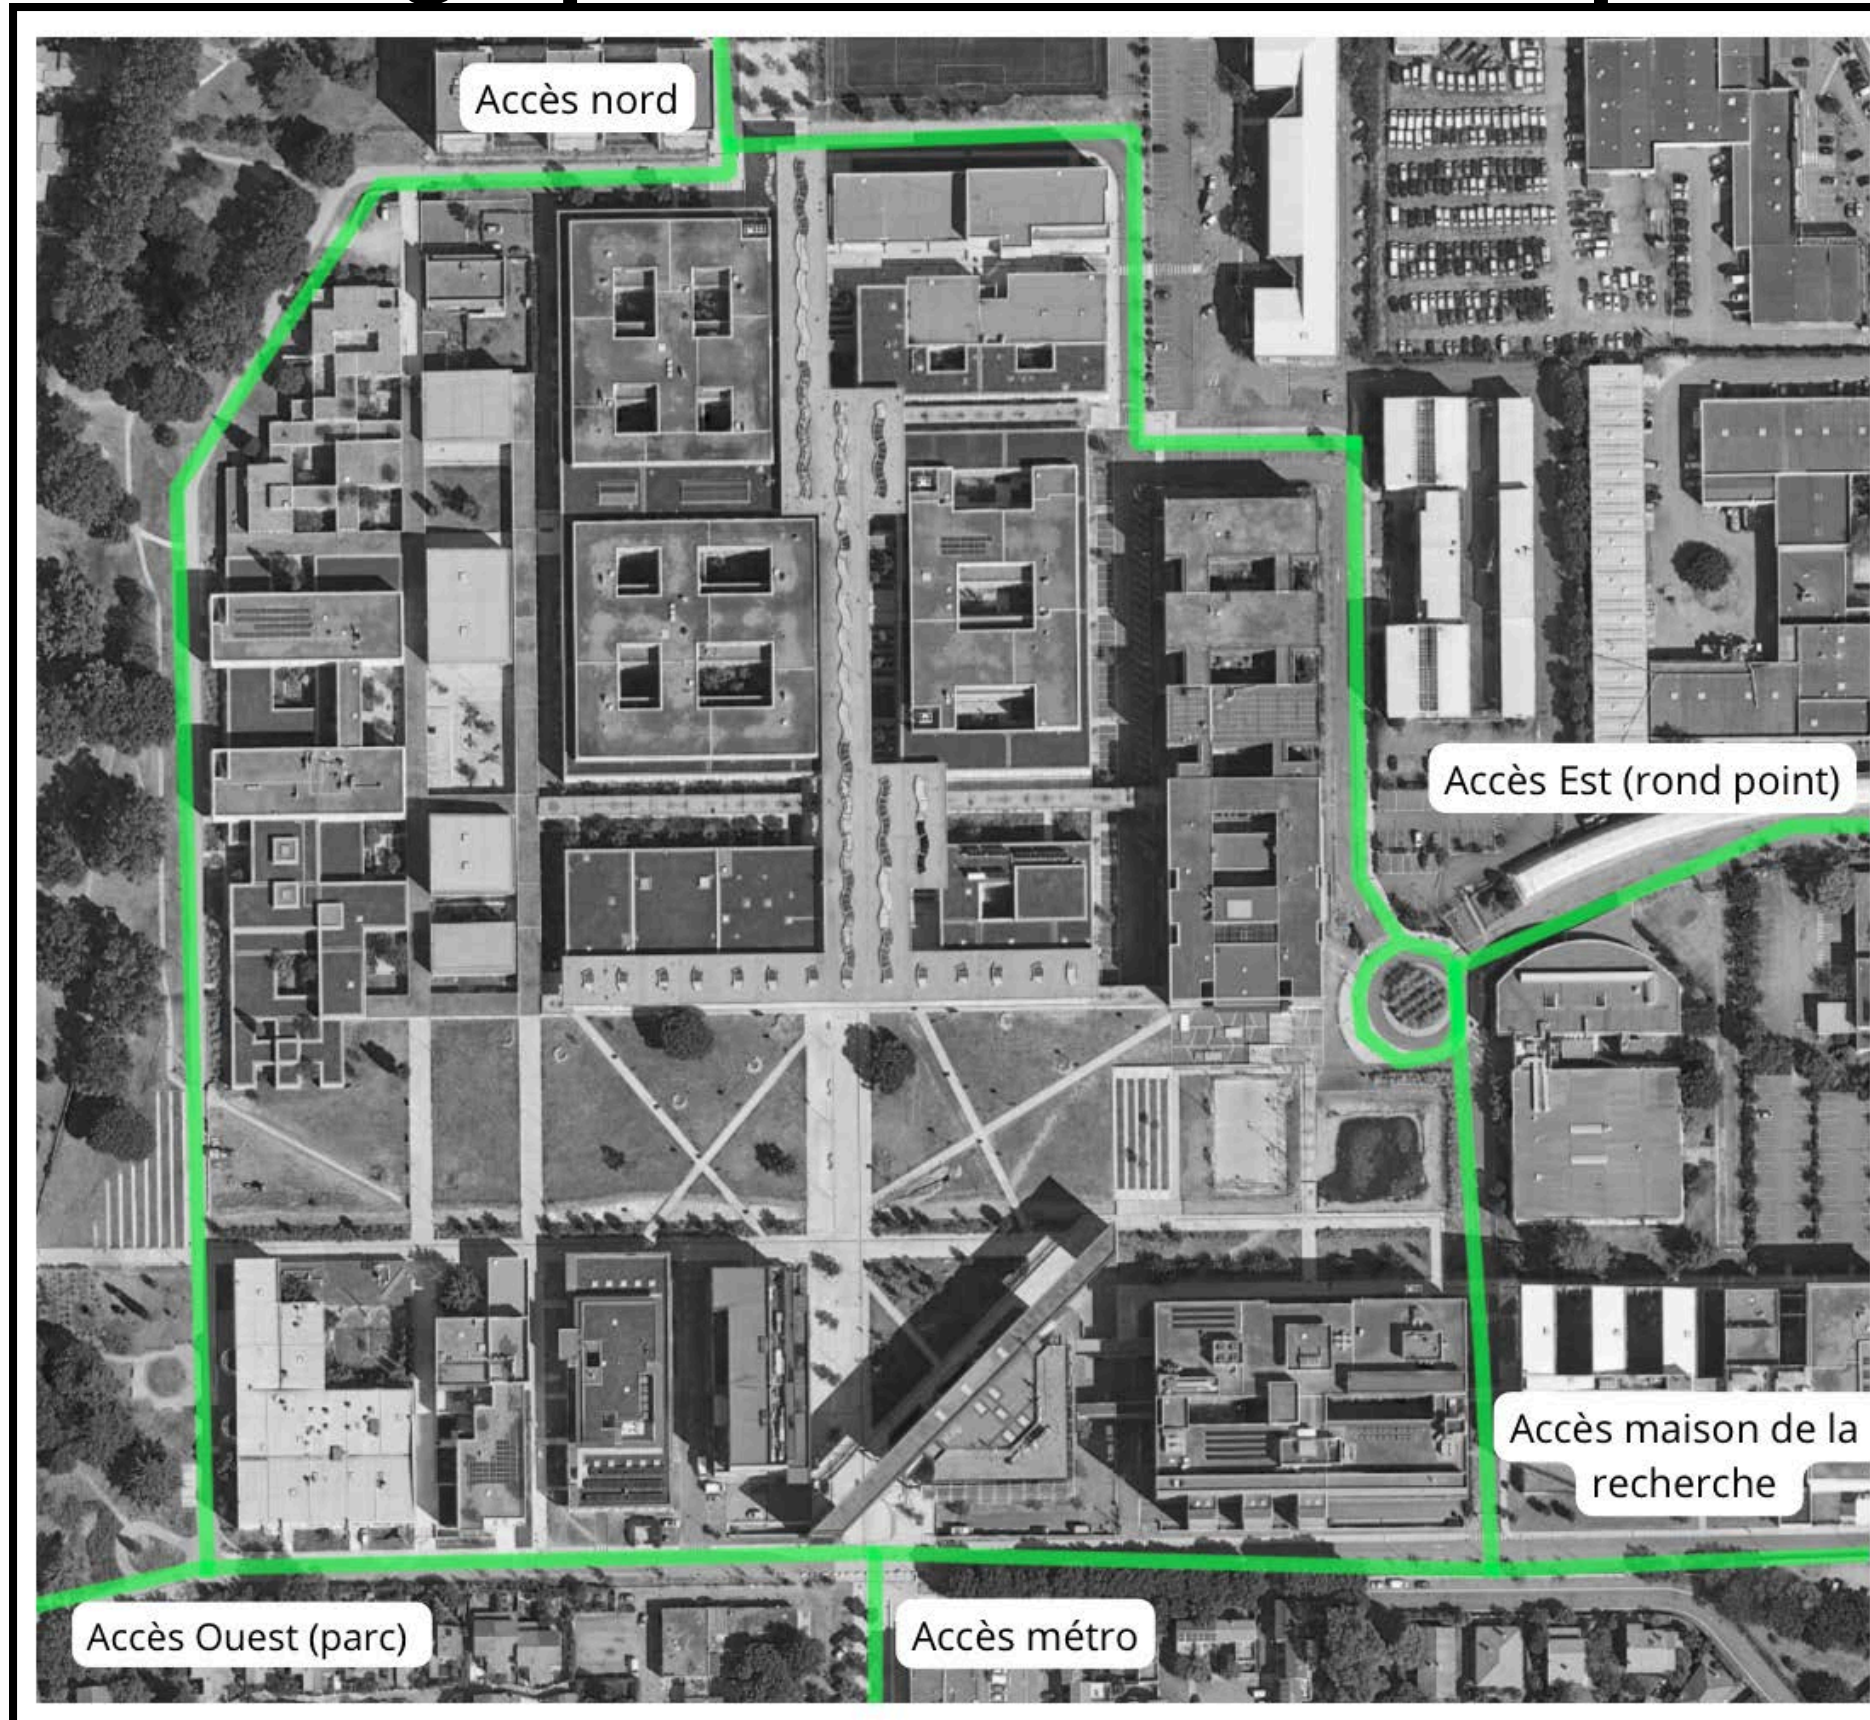 Accès nord
Accès Est (rond point)
Accès maison de la
recherche
Accès Ouest (parc)
Accès métro